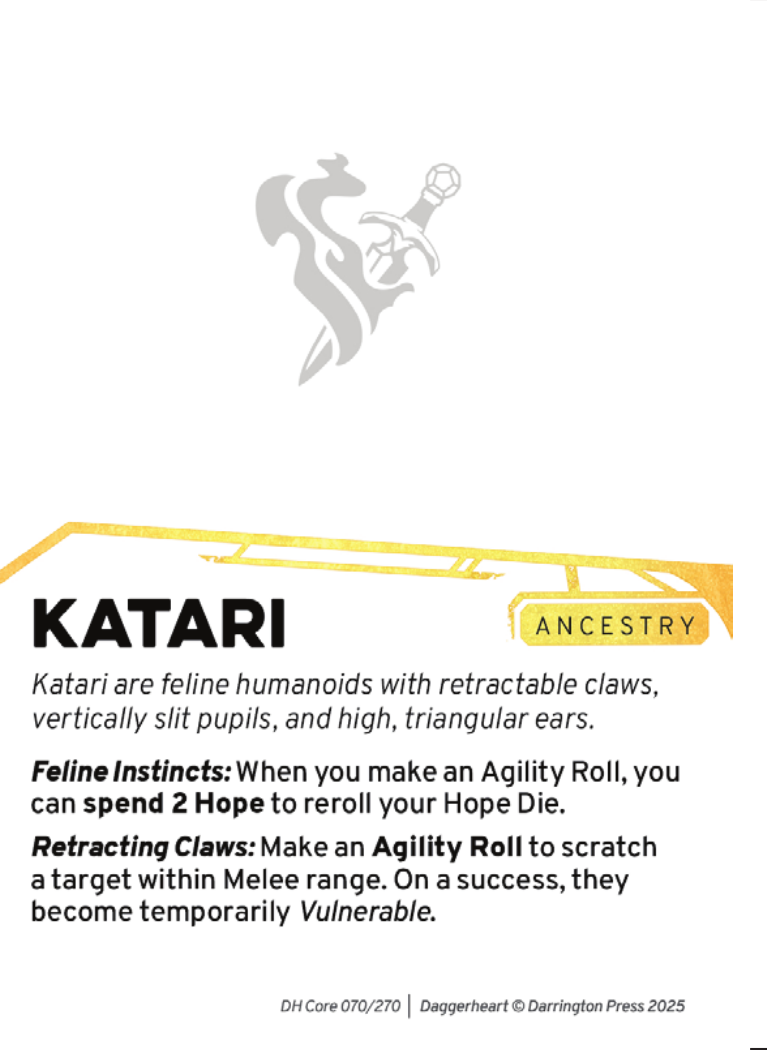 KATARI
ANCESTRY
Katari are feline humanoids with retractable claws,
vertically slit pupils, and high, triangular ears.
Feline Instincts: When you make an Agility Roll, you
can spend 2 Hope to reroll your Hope Die.
Retracting Claws: Make an Agility Roll to scratch
a target within Melee range. On a success, they
become temporarily Vulnerable.
DH Core 070/270 | Daggerheart © Darrington Press 2025